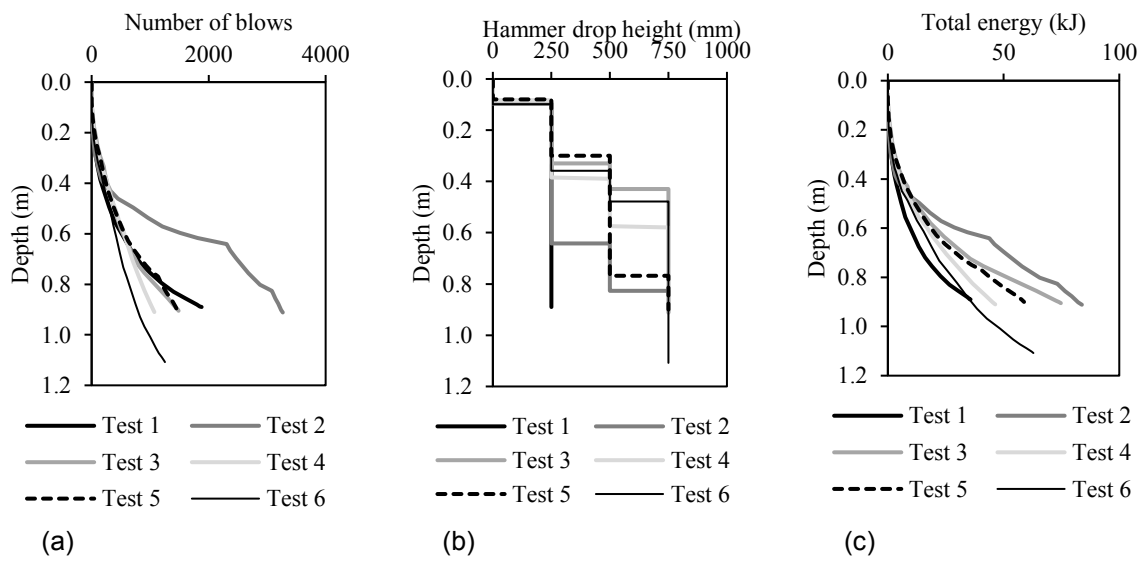 Number of blows
0 2000 4000
0.0
0.2
0.4
0.6
0.8
1.0
1.2
Depth (m)
Test 1 Test 2
Test 3 Test 4
Test 5 Test 6
(a)
Hammer drop height (mm)
0 250 500 750 1000
0.0
0.2
0.4
0.6
0.8
1.0
1.2
Depth (m)
Test 1 Test 2
Test 3 Test 4
Test 5 Test 6
(b)
Total energy (kJ)
0 50 100
0.0
0.2
0.4
0.6
0.8
1.0
1.2
Depth (m)
Test 1 Test 2
Test 3 Test 4
Test 5 Test 6
(c)